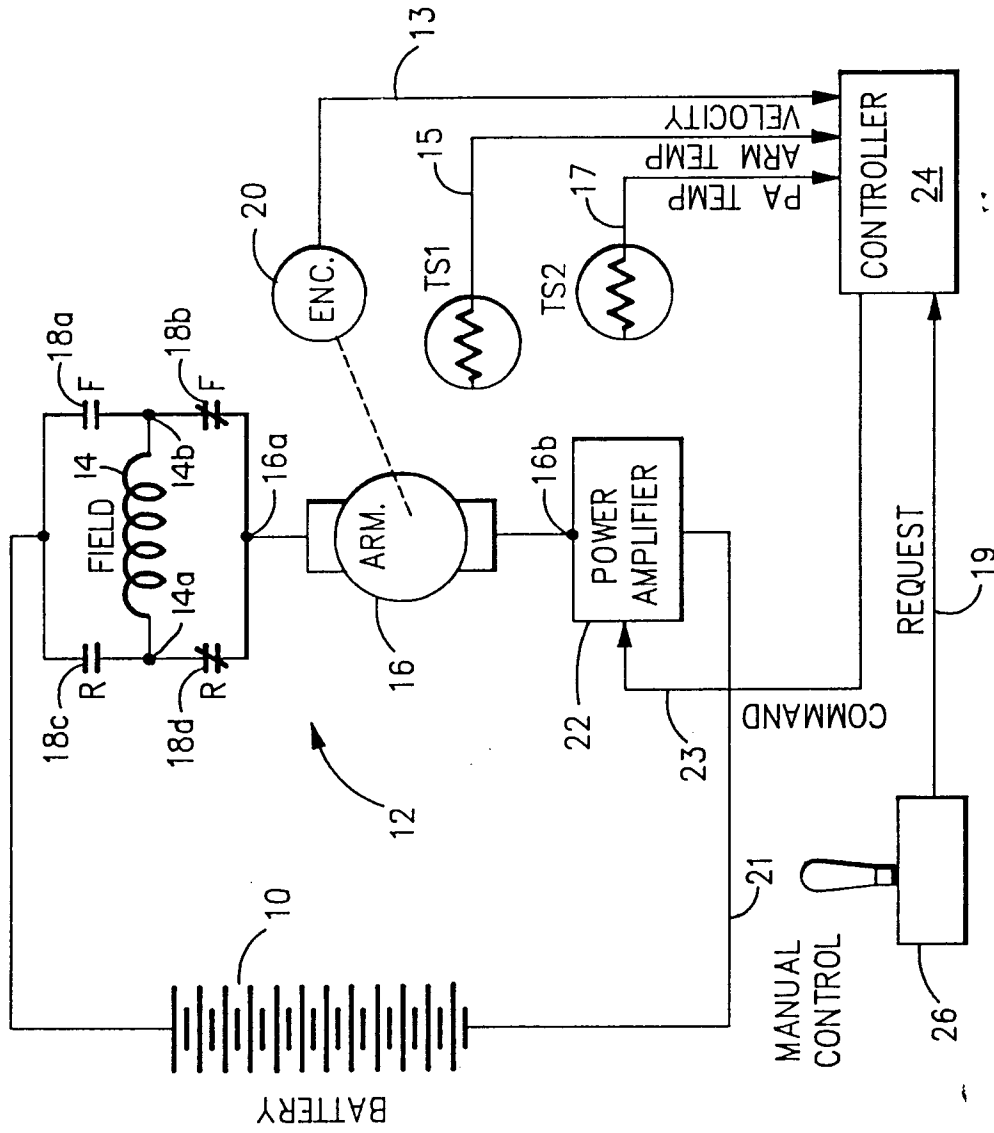 BATTERY
10
12
18c
R
18d
R
FIELD
14
14a
14b
18a
F
18b
F
16a
ARM.
16
16b
POWER
AMPLIFIER
22
COMMAND
23
21
ENC.
20
13
TS1
15
TS2
17
PA TEMP
ARM TEMP
VELOCITY
CONTROLLER
24
REQUEST
19
MANUAL
CONTROL
26